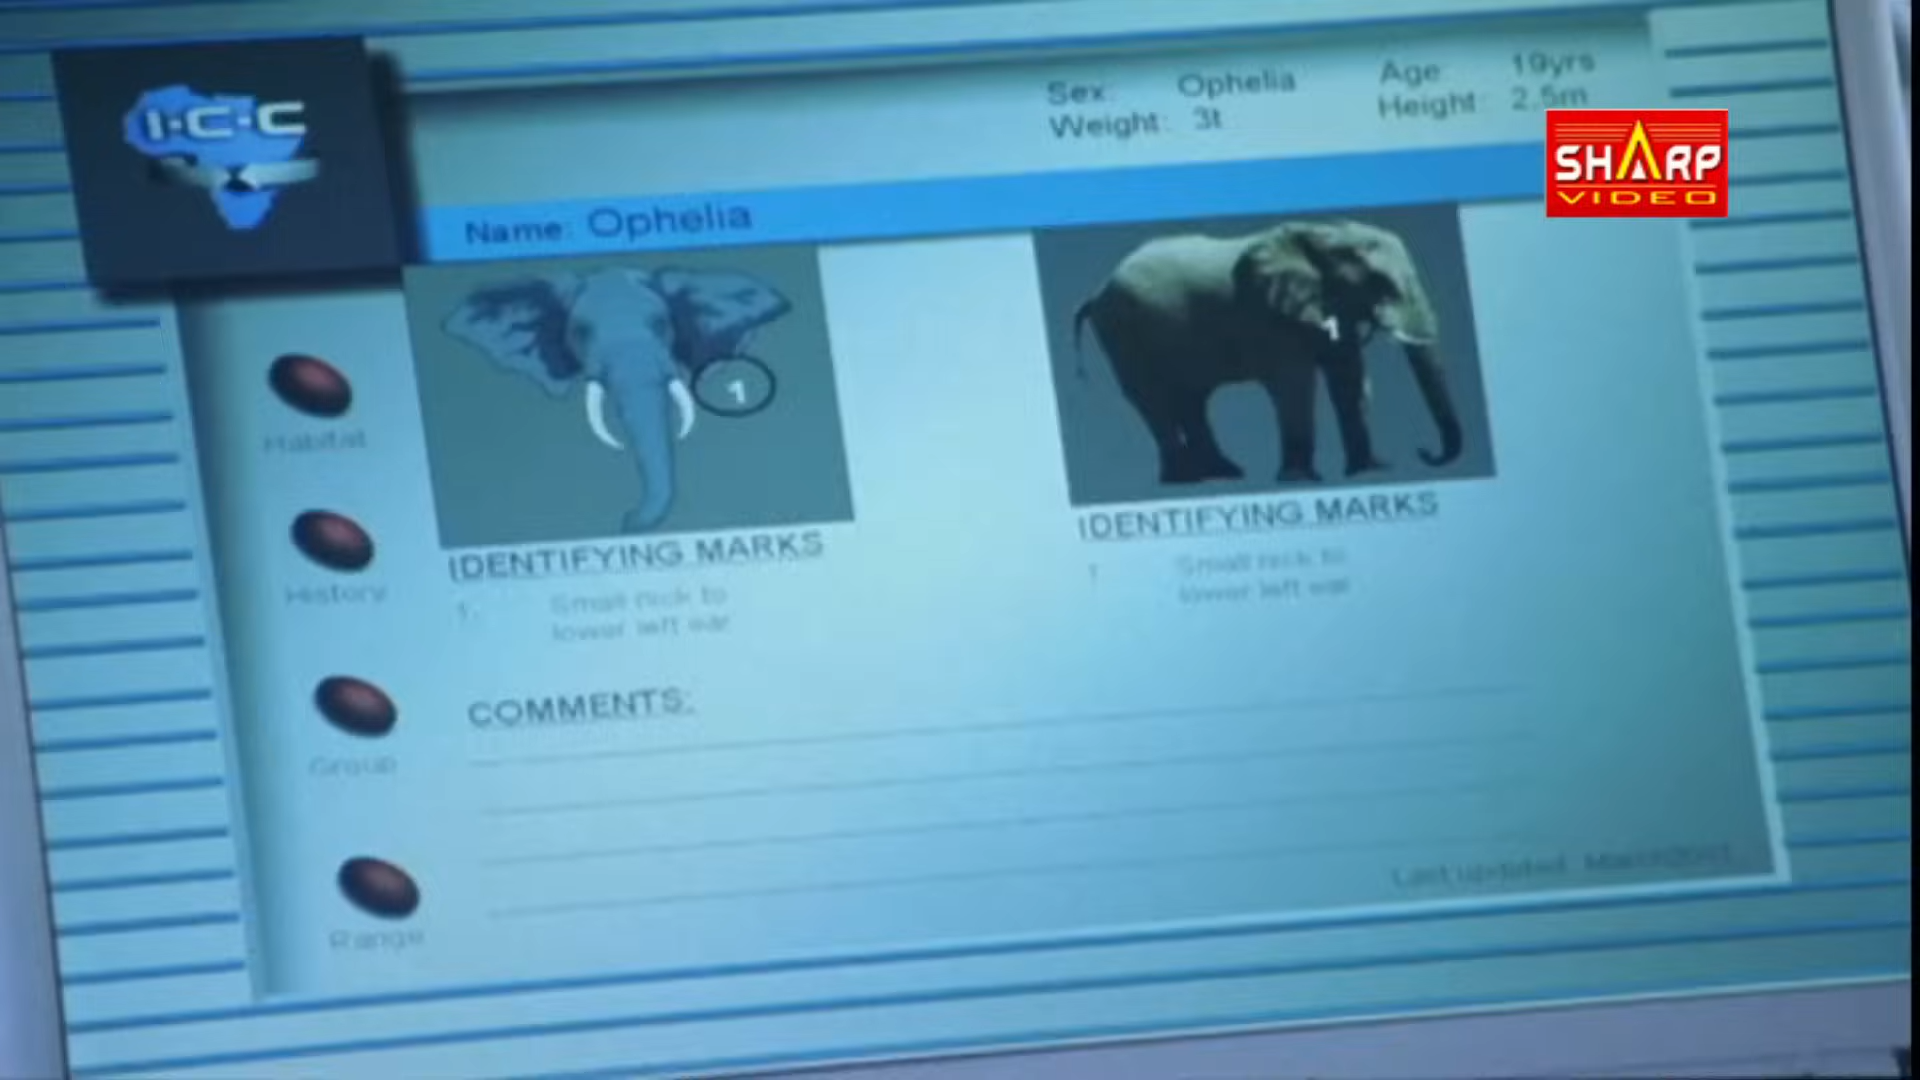 I·C·C
Sex: Ophelia Age: 19yrs
Weight: 3t Height: 2.5m
SHARP
VIDEO
Name: Ophelia
1
1
Habitat
IDENTIFYING MARKS
1. Small nick to
lower left ear
IDENTIFYING MARKS
1 Small nick to
lower left ear
History
COMMENTS:
Group
Last updated
Range